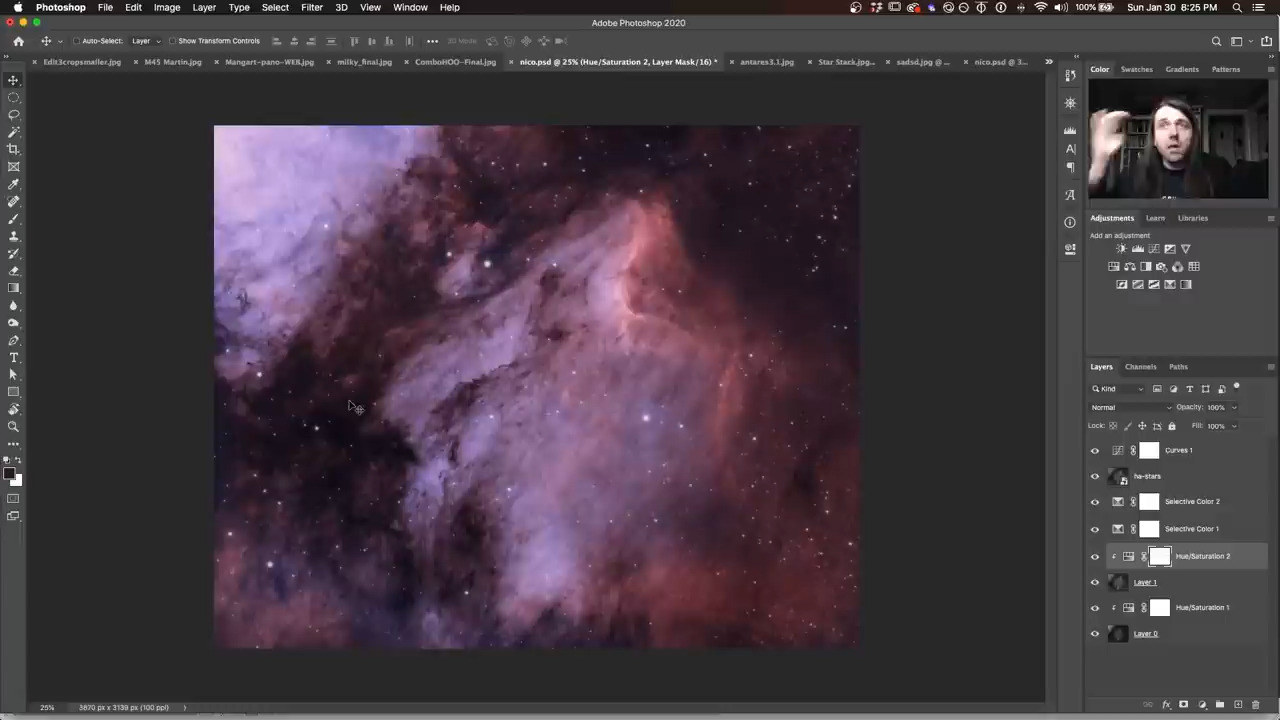 Photoshop File Edit Image Layer Type Select Filter 3D View Window Help 100% Sun Jan 30 8:25 PM
Adobe Photoshop 2020
Auto-Select: Layer Show Transform Controls 3D Mode:
Edit3cropsmaller.jpg M45 Martin.jpg Mangart-pano-WEB.jpg milky_final.jpg ComboHOO-Final.jpg nico.psd @ 25% (Hue/Saturation 2, Layer Mask/16) * antares3.1.jpg Star Stack.jpg... sadsd.jpg @ ... nico.psd @ 3...
Color Swatches Gradients Patterns
Adjustments Learn Libraries
Add an adjustment
Layers Channels Paths
Kind
Normal Opacity: 100%
Lock: Fill: 100%
Curves 1
ha-stars
Selective Color 2
Selective Color 1
Hue/Saturation 2
Layer 1
Hue/Saturation 1
Layer 0
25% 3870 px x 3139 px (100 ppi)